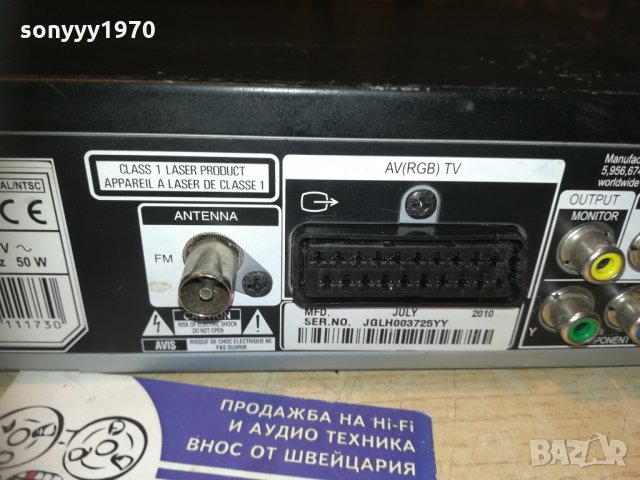 sonyyy1970
AL/NTSC
CE
V ~
z 50 W
111730
CLASS 1 LASER PRODUCT
APPAREIL À LASER DE CLASSE 1
ANTENNA
FM
CAUTION
RISK OF ELECTRIC SHOCK
DO NOT OPEN
AVIS
RISQUE DE CHOC ELECTRIQUE NE
PAS OUVRIR
AV(RGB) TV
MFD. JULY 2010
SER.NO. JGLH003725YY
Manufac
5,956,674
worldwide
OUTPUT
MONITOR
Y
PONENT
ПРОДАЖБА НА Hi-Fi
И АУДИО ТЕХНИКА
ВНОС ОТ ШВЕЙЦАРИЯ
BAZAR